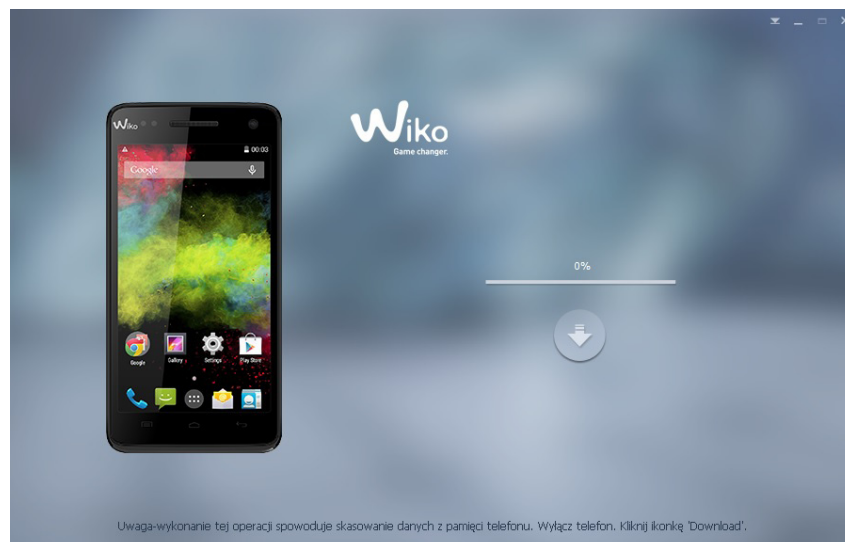 Wiko
Game changer.
Wiko
00:03
Google
0%
Google
Gallery
Settings
Play Store
Uwaga-wykonanie tej operacji spowoduje skasowanie danych z pamięci telefonu. Wyłącz telefon. Kliknij ikonkę 'Download'.